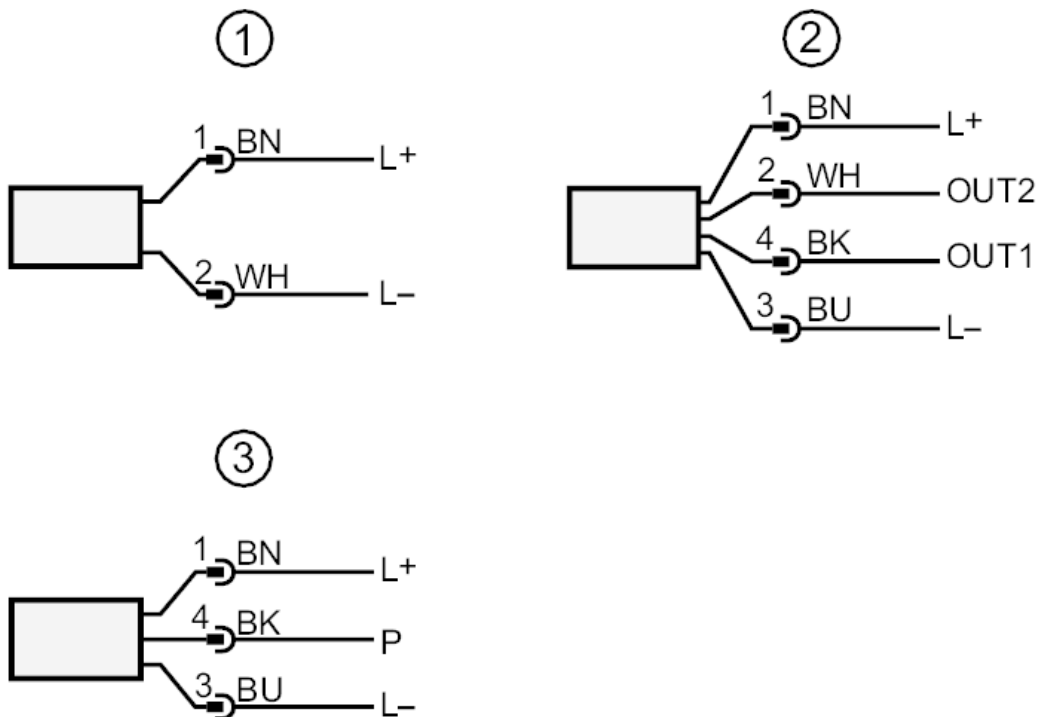 1
1 BN L+
2 WH L–
2
1 BN L+
2 WH OUT2
4 BK OUT1
3 BU L–
3
1 BN L+
4 BK P
3 BU L–